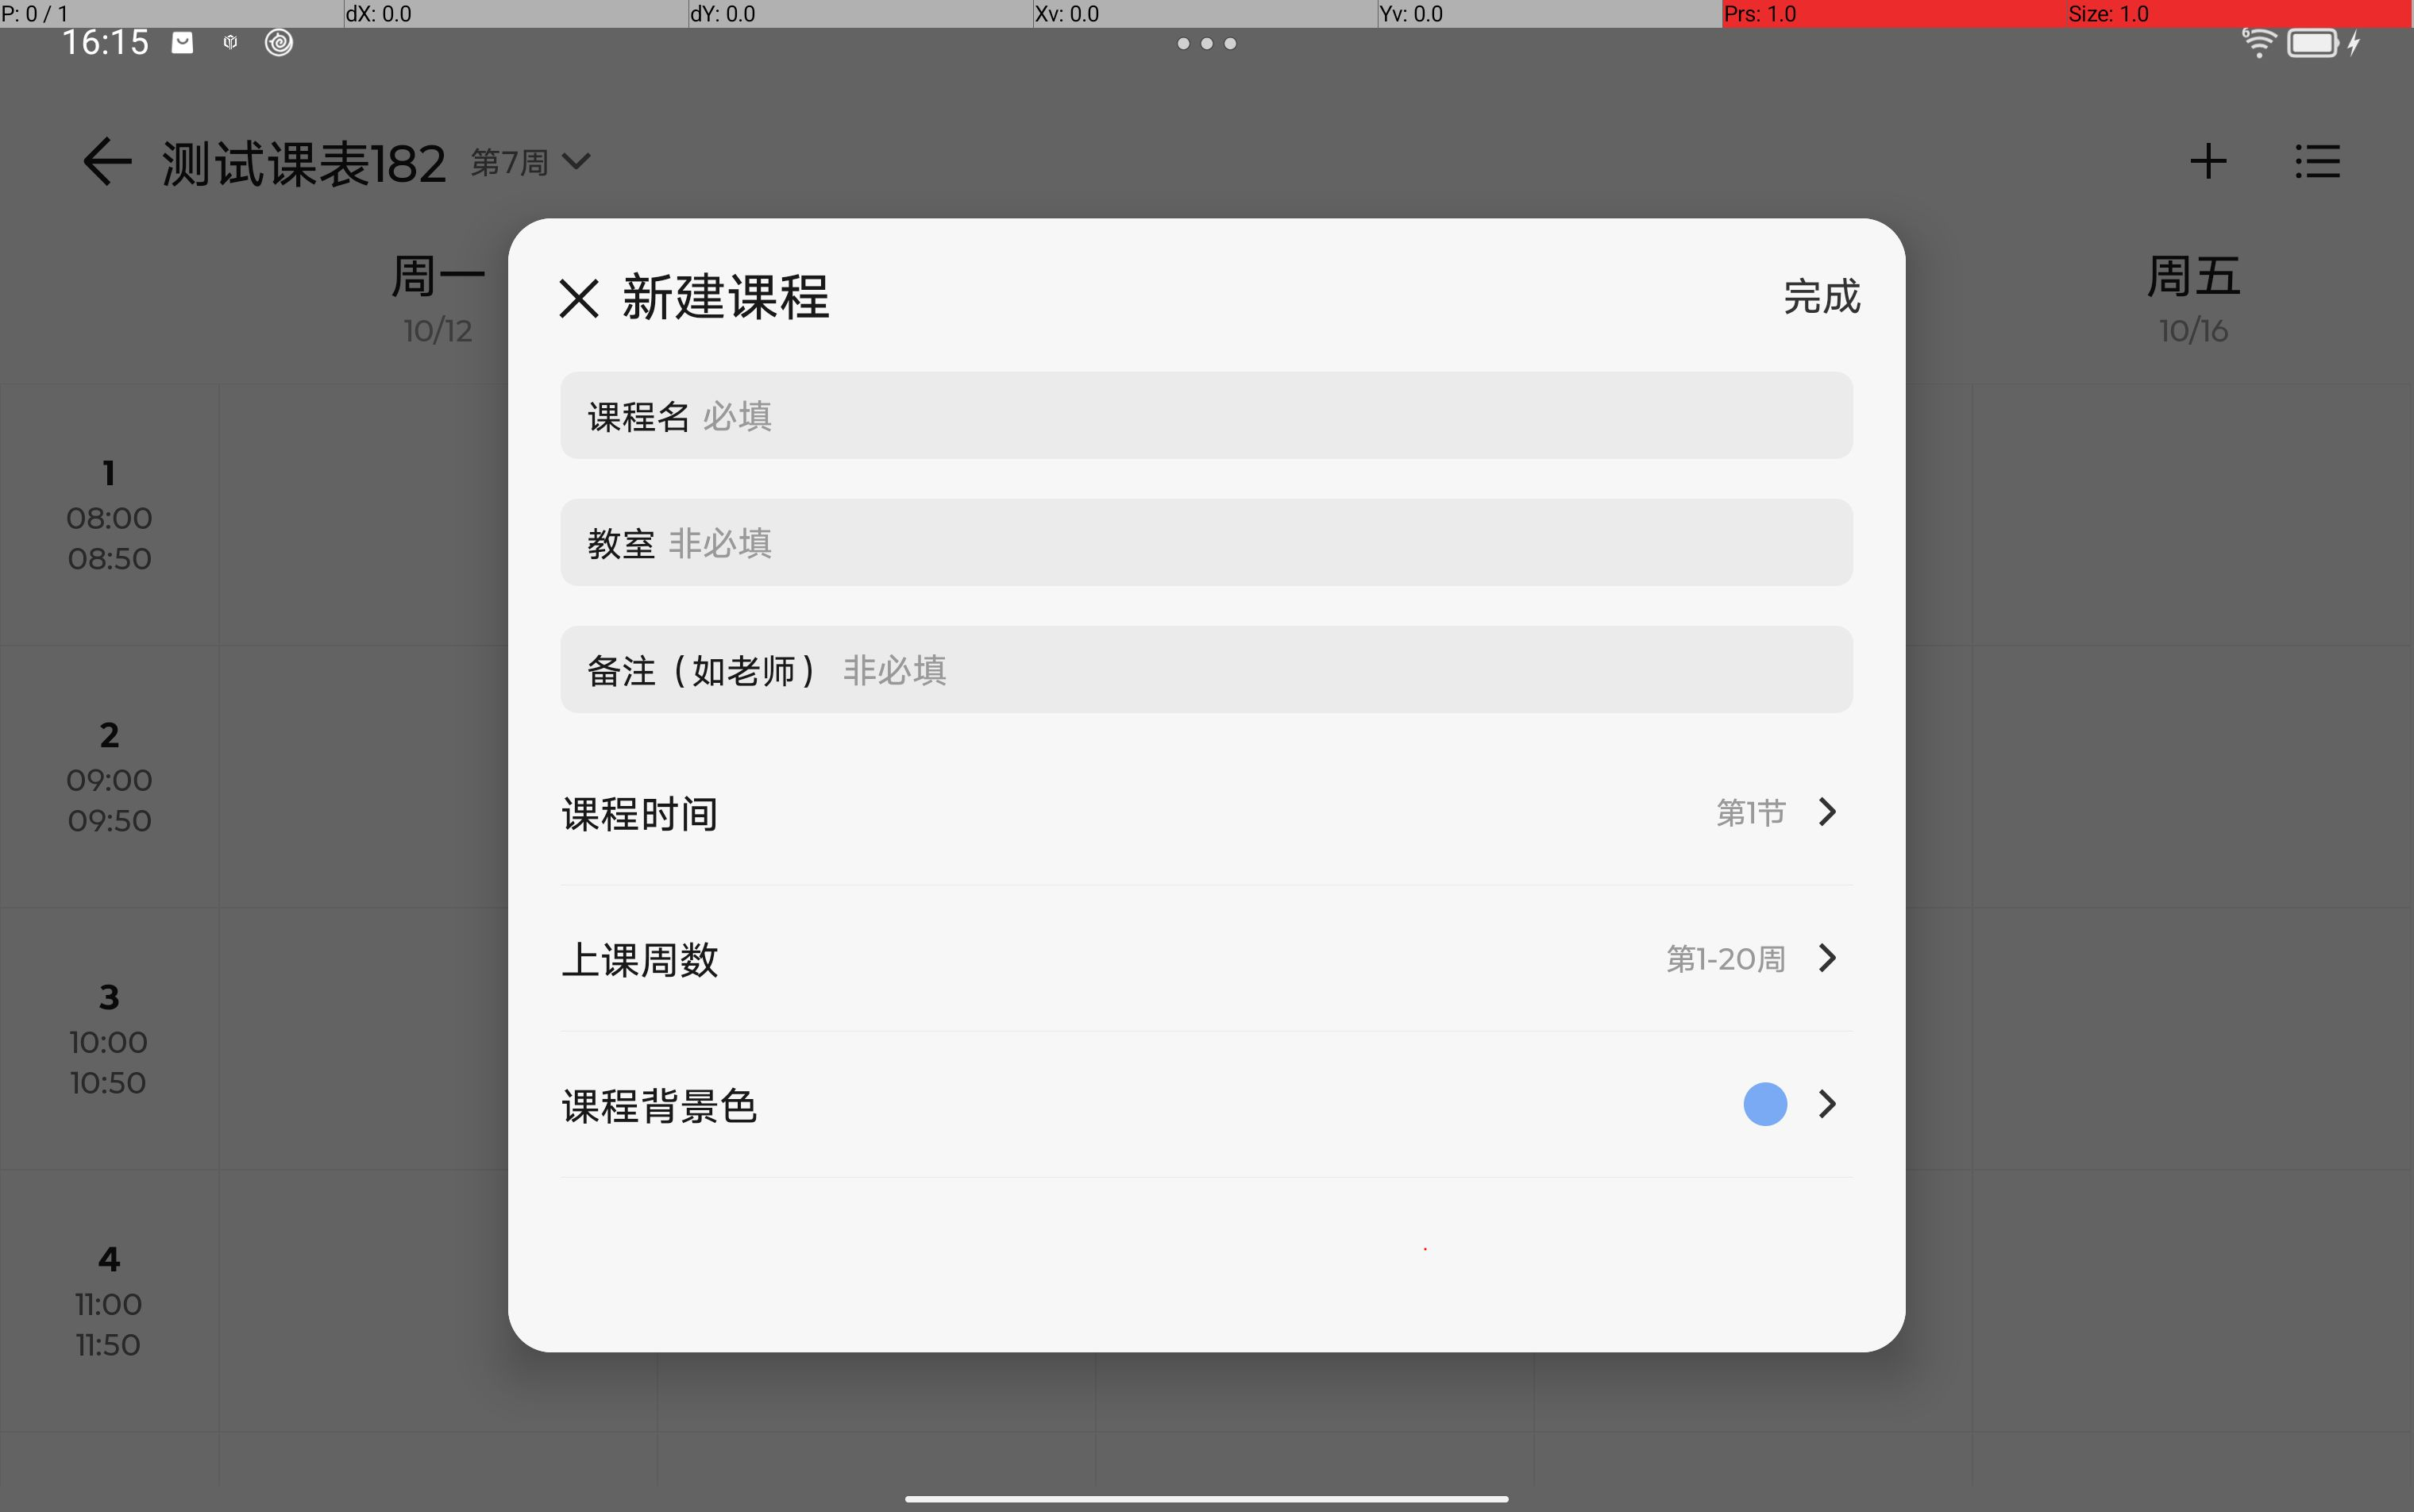 P: 0 / 1 dX: 0.0 dY: 0.0 Xv: 0.0 Yv: 0.0 Prs: 1.0 Size: 1.0
16:15 6
测试课表182 第7周
周一 周五
10/12 10/16
新建课程 完成
课程名 必填
教室 非必填
备注（如老师） 非必填
课程时间 第1节
上课周数 第1-20周
课程背景色
1
08:00
08:50
2
09:00
09:50
3
10:00
10:50
4
11:00
11:50